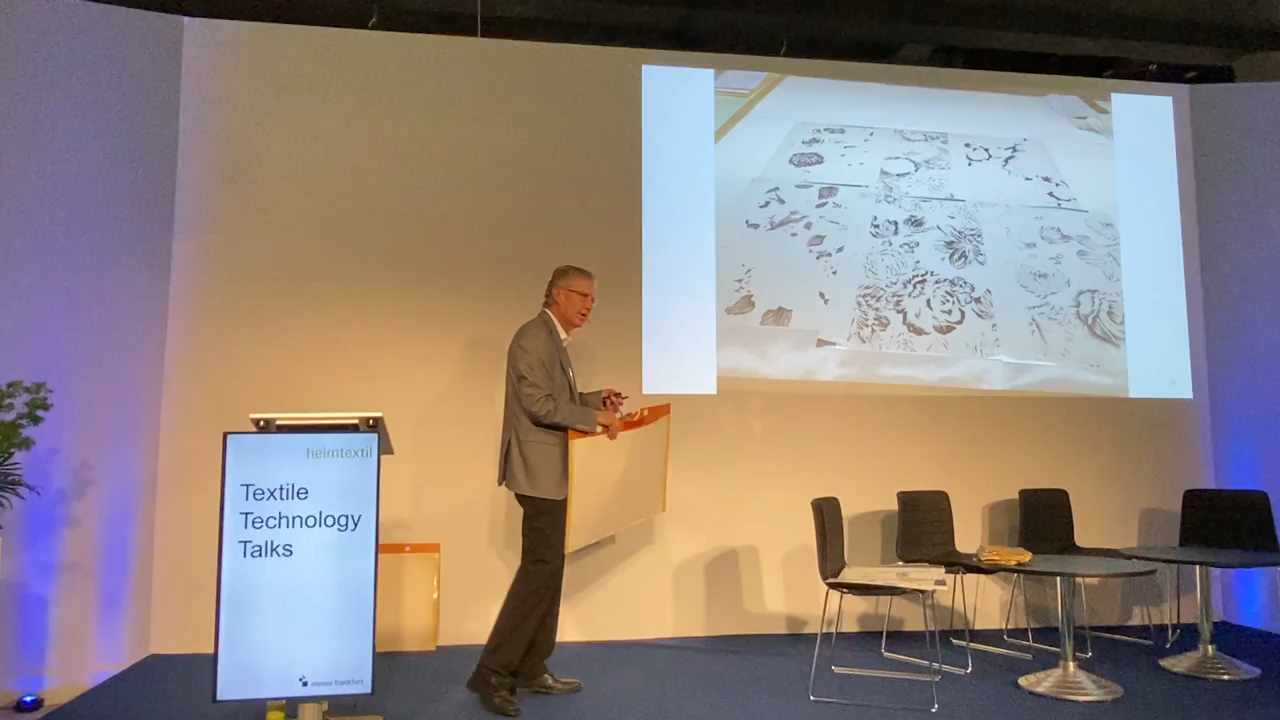 heimtextil
Textile
Technology
Talks
messe frankfurt